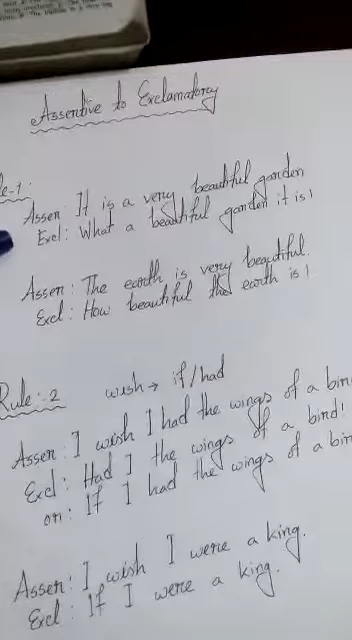 Assertive to Exclamatory
Assen: It is a very beautiful garden
Excl: What a beautiful garden it is!
Assen: The earth is very beautiful.
Excl: How beautiful the earth is!
Rule:-2 wish → if/had
Assen: I wish I had the wings of a bird
Excl: Had I the wings of a bird!
or: If I had the wings of a bird
Assen: I wish I were a king.
Excl: If I were a king.